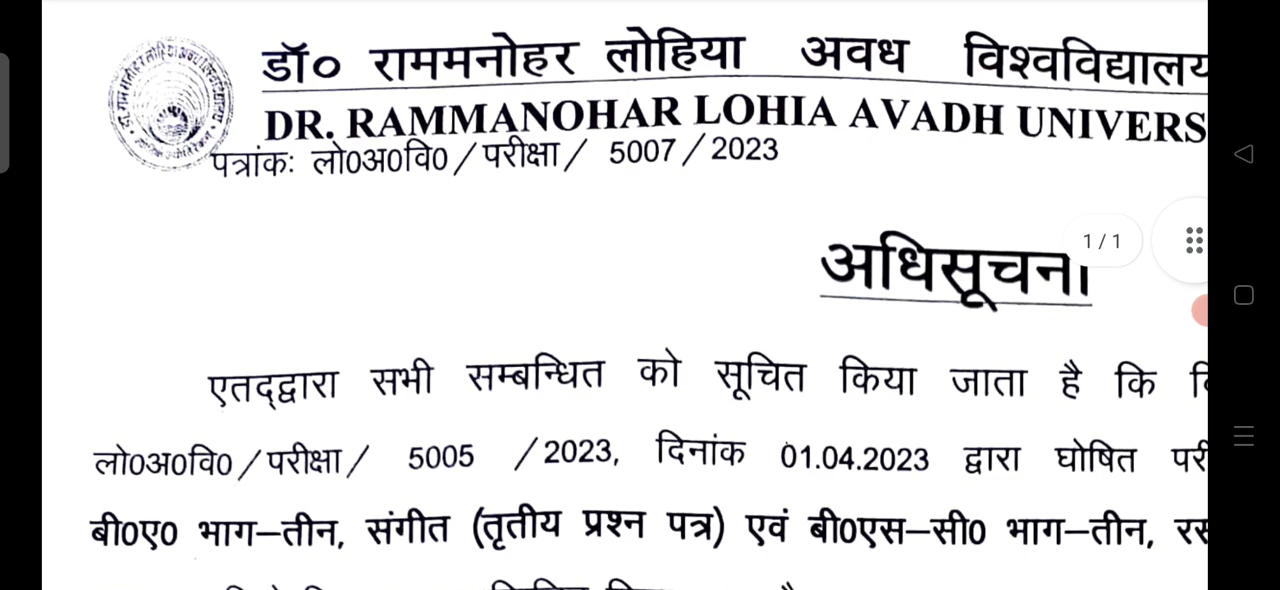 डॉ० राममनोहर लोहिया अवध विश्वविद्यालय
DR. RAMMANOHAR LOHIA AVADH UNIVERS
पत्रांकः लो0अ0वि0 / परीक्षा / 5007 / 2023
1 / 1
अधिसूचना
एतद्द्वारा सभी सम्बन्धित को सूचित किया जाता है कि
लो0अ0वि0 / परीक्षा / 5005 / 2023, दिनांक 01.04.2023 द्वारा घोषित परी
बी0ए0 भाग–तीन, संगीत (तृतीय प्रश्न पत्र) एवं बी0एस–सी0 भाग–तीन, रस